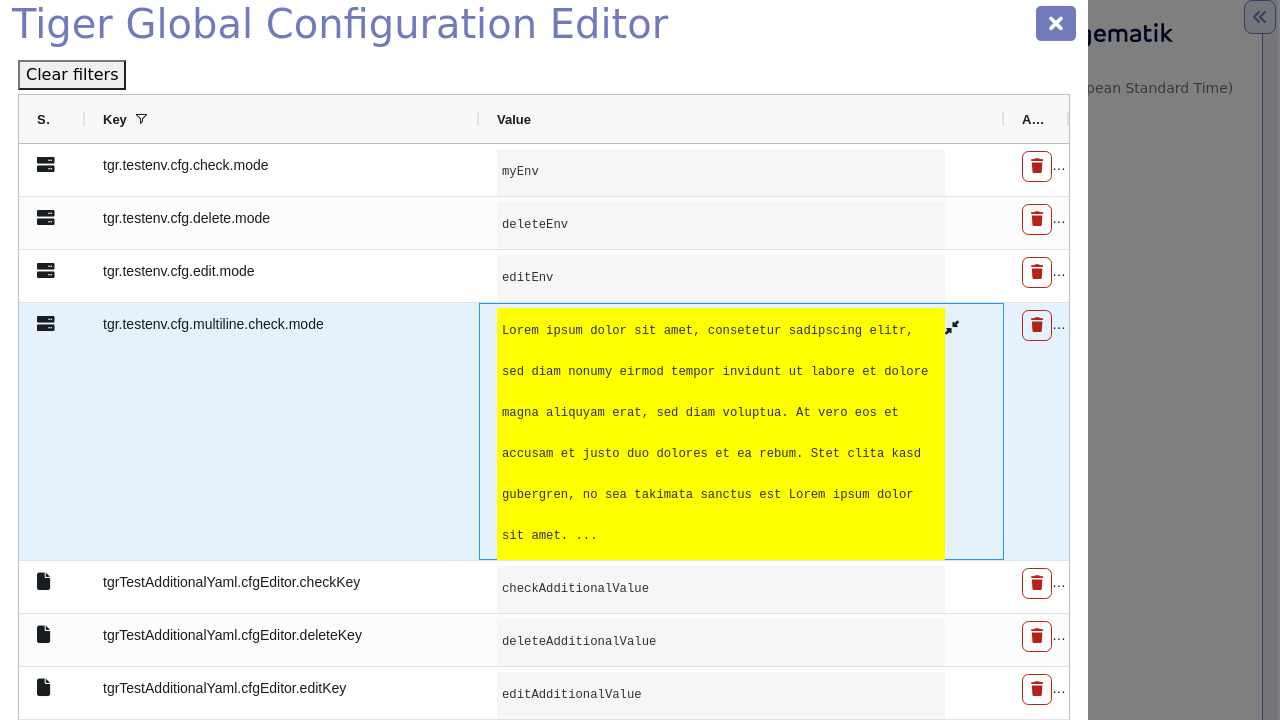 Tiger Global Configuration Editor
gematik
pean Standard Time)
Clear filters
S.
Key
Value
A...
tgr.testenv.cfg.check.mode
myEnv
...
tgr.testenv.cfg.delete.mode
deleteEnv
...
tgr.testenv.cfg.edit.mode
editEnv
...
tgr.testenv.cfg.multiline.check.mode
Lorem ipsum dolor sit amet, consetetur sadipscing elitr,
sed diam nonumy eirmod tempor invidunt ut labore et dolore
magna aliquyam erat, sed diam voluptua. At vero eos et
accusam et justo duo dolores et ea rebum. Stet clita kasd
gubergren, no sea takimata sanctus est Lorem ipsum dolor
sit amet. ...
...
tgrTestAdditionalYaml.cfgEditor.checkKey
checkAdditionalValue
...
tgrTestAdditionalYaml.cfgEditor.deleteKey
deleteAdditionalValue
...
tgrTestAdditionalYaml.cfgEditor.editKey
editAdditionalValue
...